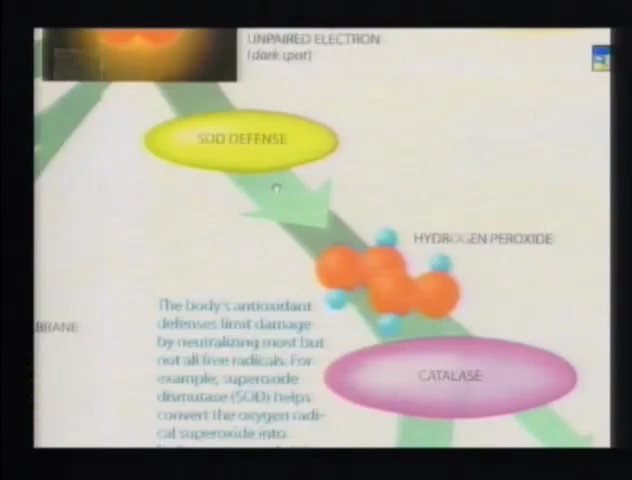 UNPAIRED ELECTRON
(dark spot)
SOD DEFENSE
HYDROGEN PEROXIDE
BRANE
The body's antioxidant
defenses limit damage
by neutralizing most but
not all free radicals. For
example, superoxide
dismutase (SOD) helps
convert the oxygen radi-
cal superoxide into
CATALASE